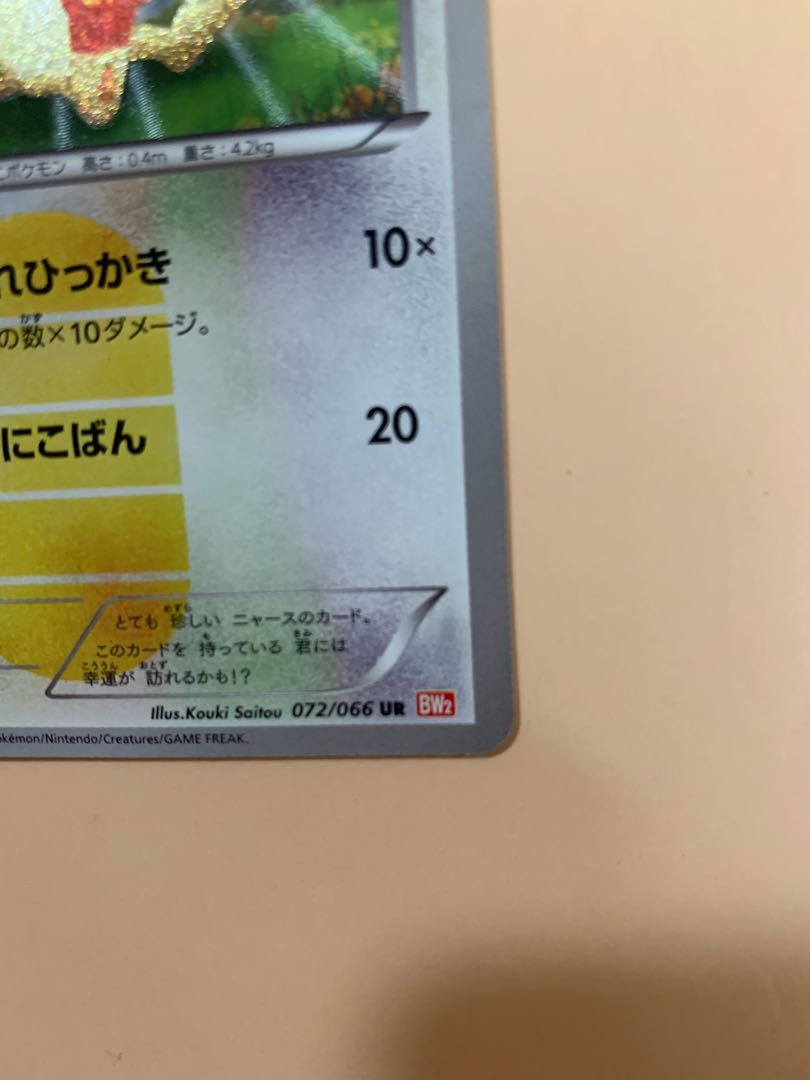 ポケモン 高さ:0.4m 重さ:4.2kg
れひっかき 10×
の数×10ダメージ。
にこばん 20
とても 珍しい ニャースのカード。
このカードを 持っている 君には
幸運が 訪れるかも!?
Illus.Kouki Saitou 072/066 UR BW2
okémon/Nintendo/Creatures/GAME FREAK.